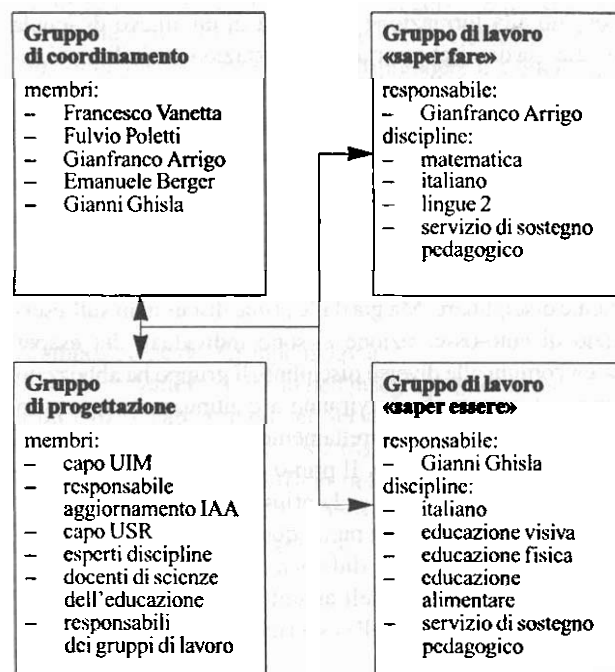 Gruppo
di coordinamento
membri:
– Francesco Vanetta
– Fulvio Poletti
– Gianfranco Arrigo
– Emanuele Berger
– Gianni Ghisla
Gruppo di lavoro
«saper fare»
responsabile:
– Gianfranco Arrigo
discipline:
– matematica
– italiano
– lingue 2
– servizio di sostegno
pedagogico
Gruppo
di progettazione
membri:
– capo UIM
– responsabile
aggiornamento IAA
– capo USR
– esperti discipline
– docenti di scienze
dell'educazione
– responsabili
dei gruppi di lavoro
Gruppo di lavoro
«saper essere»
responsabile:
– Gianni Ghisla
discipline:
– italiano
– educazione visiva
– educazione fisica
– educazione
alimentare
– servizio di sostegno
pedagogico